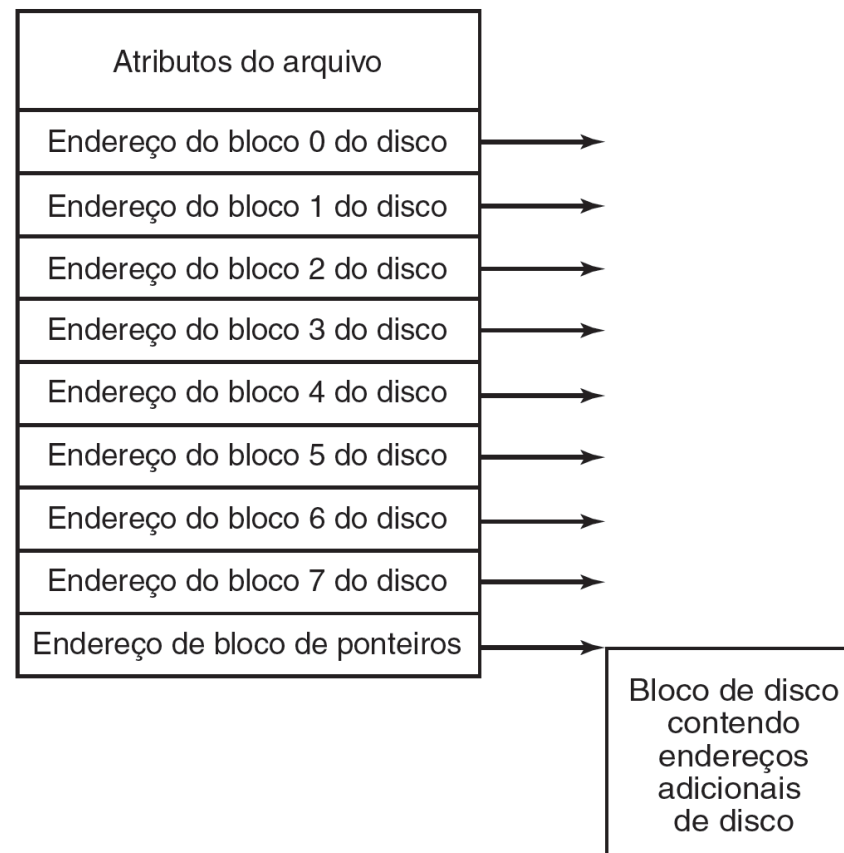 Atributos do arquivo
Endereço do bloco 0 do disco
Endereço do bloco 1 do disco
Endereço do bloco 2 do disco
Endereço do bloco 3 do disco
Endereço do bloco 4 do disco
Endereço do bloco 5 do disco
Endereço do bloco 6 do disco
Endereço do bloco 7 do disco
Endereço de bloco de ponteiros
Bloco de disco
contendo
endereços
adicionais
de disco